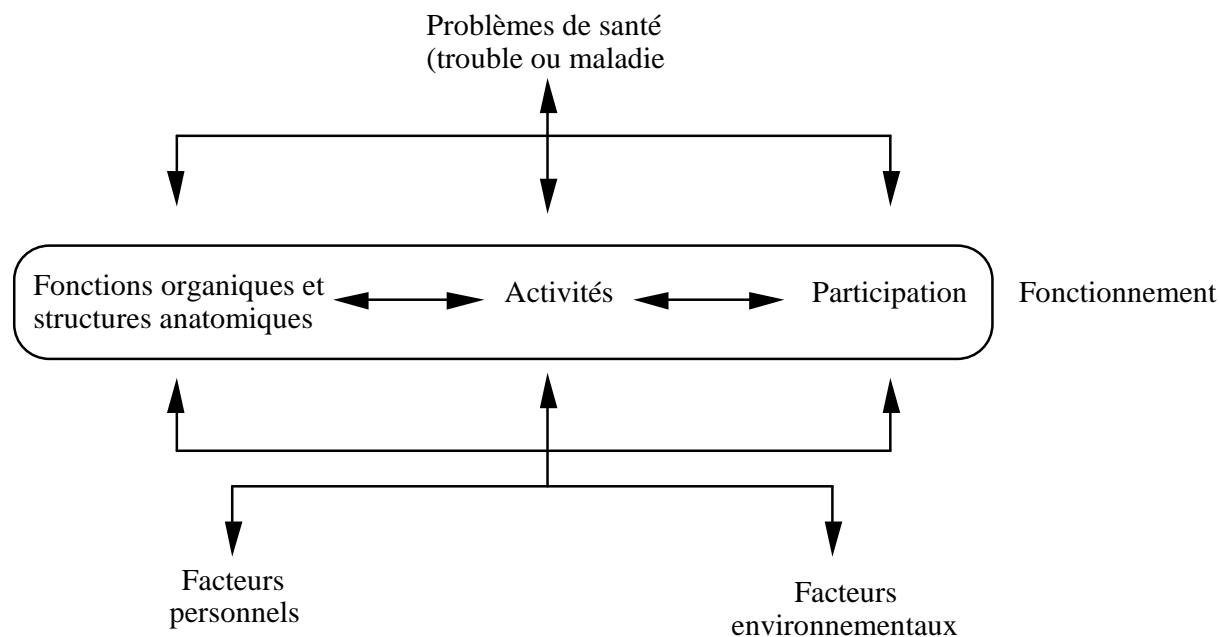 Problèmes de santé
(trouble ou maladie
Fonctions organiques et
structures anatomiques
Activités
Participation
Fonctionnement
Facteurs
personnels
Facteurs
environnementaux